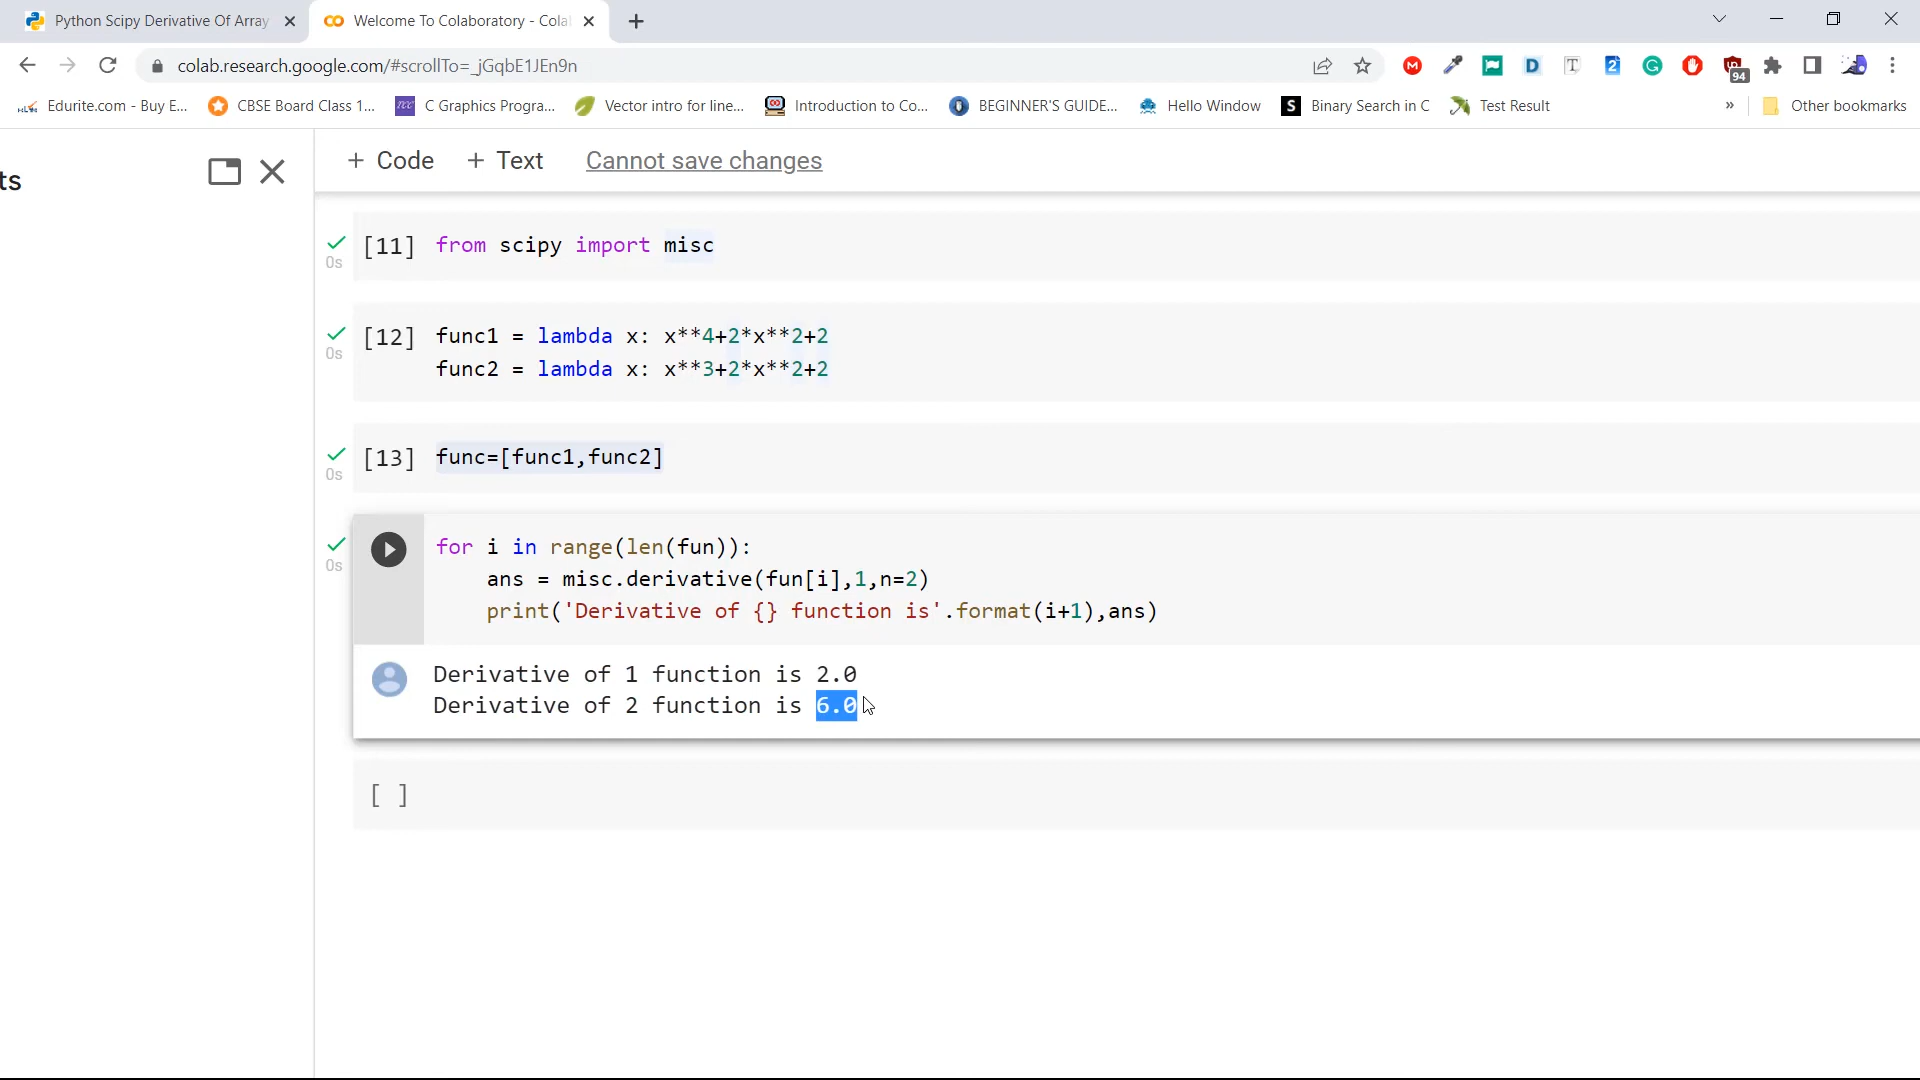 Python Scipy Derivative Of Array
Welcome To Colaboratory - Cola
colab.research.google.com/#scrollTo=_jGqbE1JEn9n
94
Edurite.com - Buy E...
CBSE Board Class 1...
C Graphics Progra...
Vector intro for line...
Introduction to Co...
BEGINNER'S GUIDE...
Hello Window
Binary Search in C
Test Result
»
Other bookmarks
ts
+ Code
+ Text
Cannot save changes
0s
[11] from scipy import misc
0s
[12] func1 = lambda x: x**4+2*x**2+2
func2 = lambda x: x**3+2*x**2+2
0s
[13] func=[func1,func2]
0s
for i in range(len(fun)):
ans = misc.derivative(fun[i],1,n=2)
print('Derivative of {} function is'.format(i+1),ans)
Derivative of 1 function is 2.0
Derivative of 2 function is 6.0
[ ]